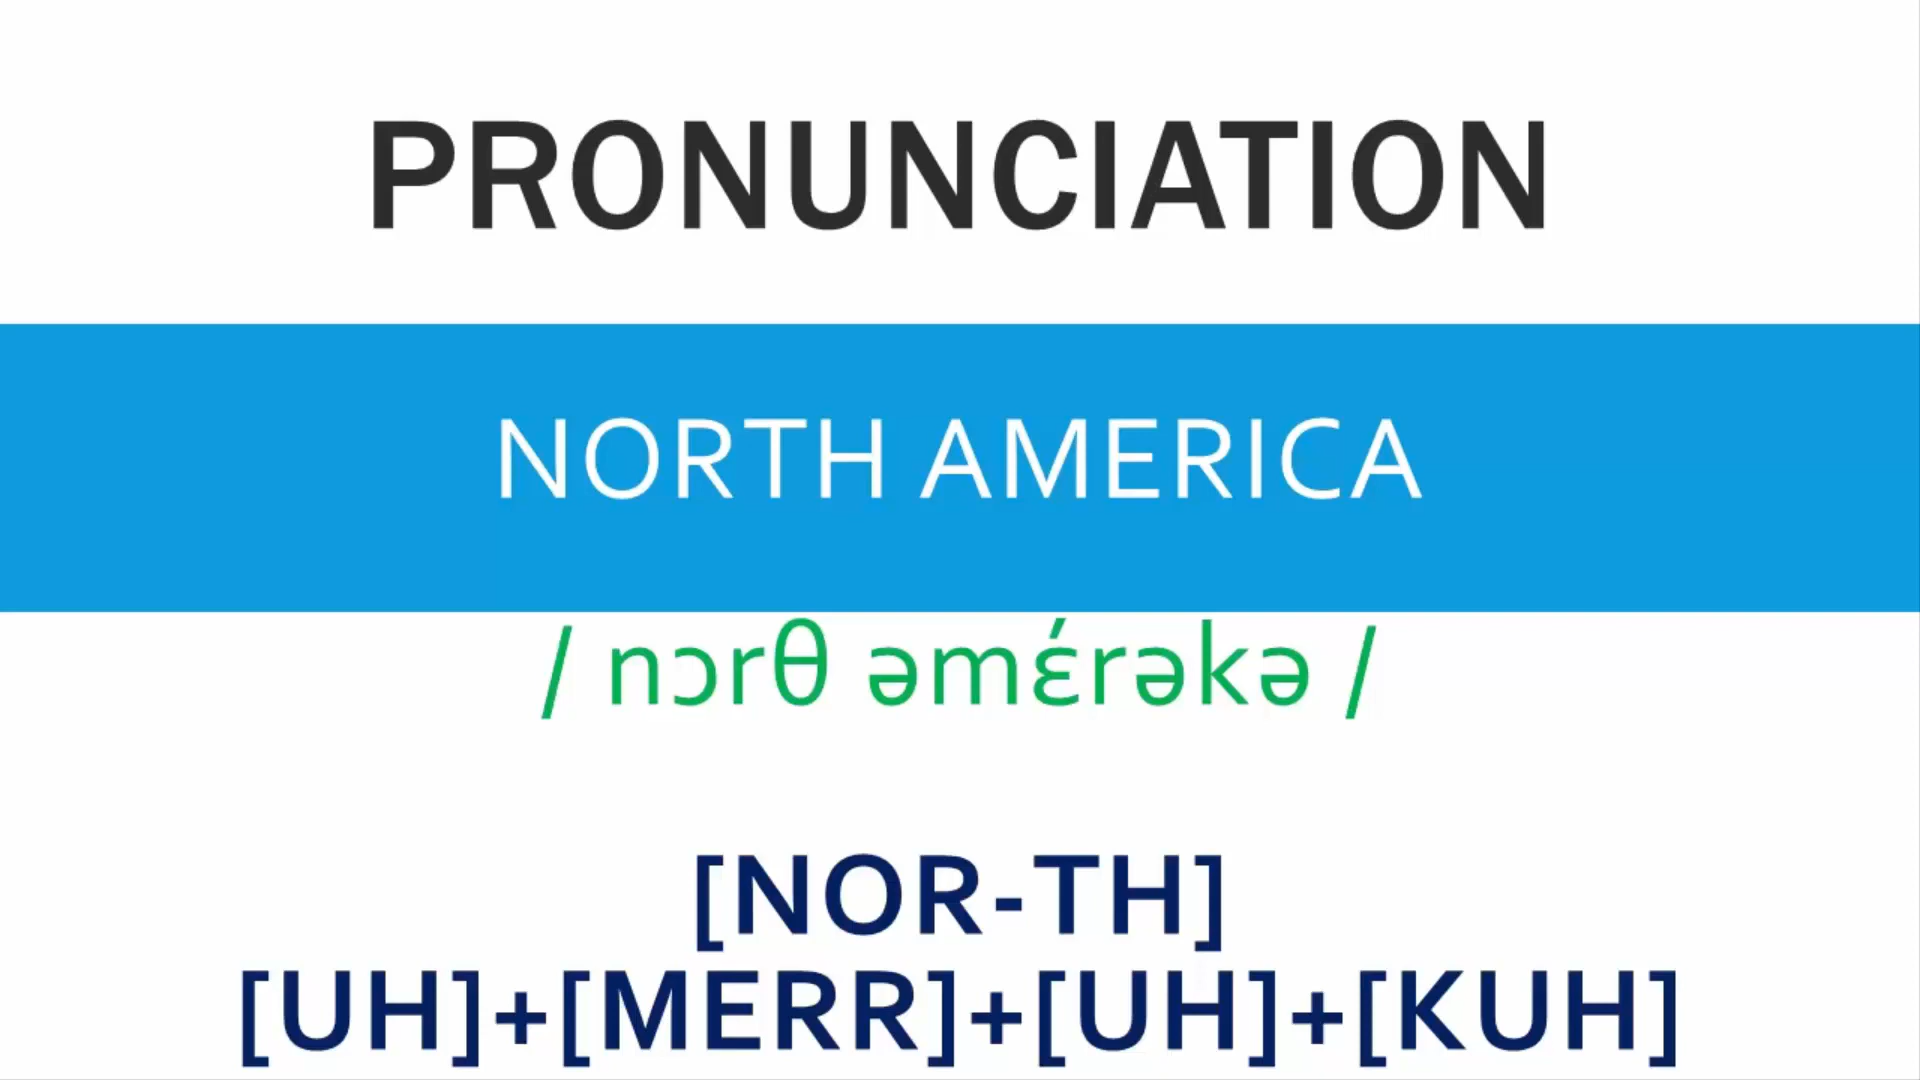 PRONUNCIATION
NORTH AMERICA
/ nɔrθ əmɛ́rəkə /
[NOR-TH]
[UH]+[MERR]+[UH]+[KUH]